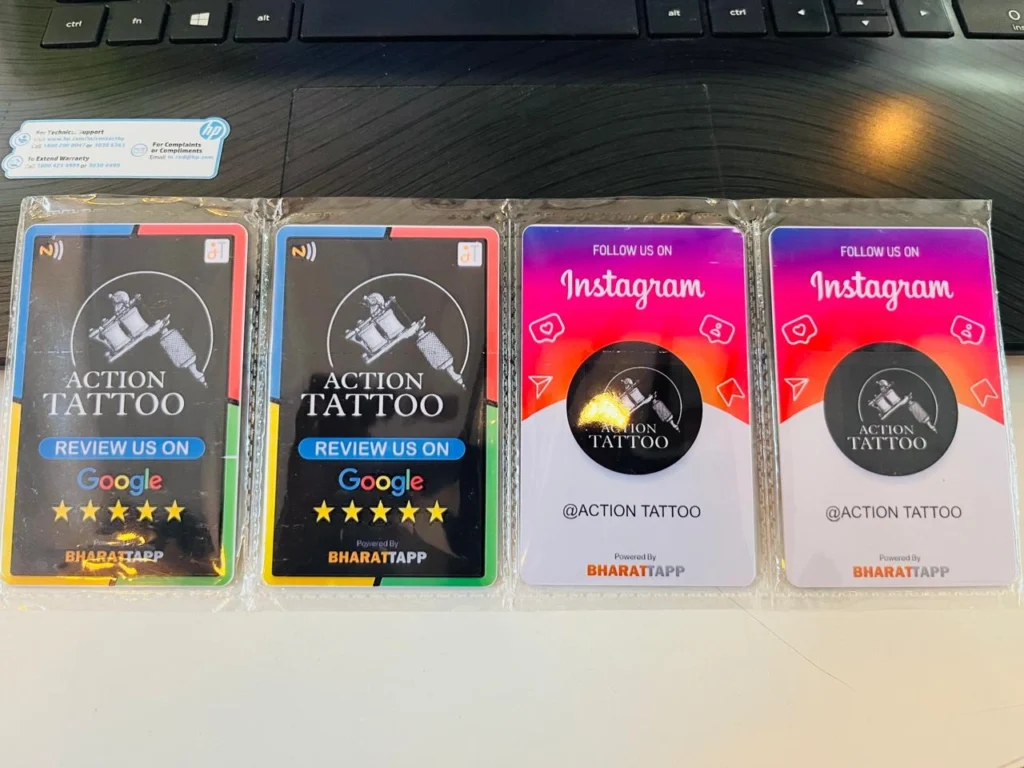 ctrl
fn
alt
alt
ctrl
For Technical Support
For Complaints
or Compliments
To Extend Warranty
hp
ACTION
TATTOO
REVIEW US ON
Google
Powered By
BHARATTAPP
ACTION
TATTOO
REVIEW US ON
Google
Powered By
BHARATTAPP
FOLLOW US ON
Instagram
ACTION
TATTOO
@ACTION TATTOO
Powered By
BHARATTAPP
FOLLOW US ON
Instagram
ACTION
TATTOO
@ACTION TATTOO
Powered By
BHARATTAPP